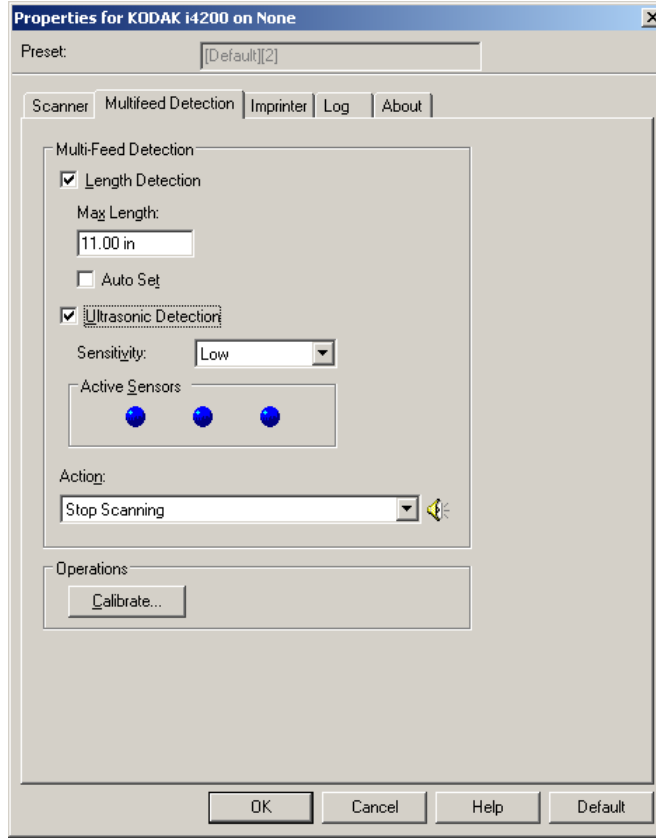 Properties for KODAK i4200 on None
Preset: [Default][2]
Scanner Multifeed Detection Imprinter Log About
Multi-Feed Detection
Length Detection
Max Length:
11.00 in
Auto Set
Ultrasonic Detection
Sensitivity: Low
Active Sensors
Action:
Stop Scanning
Operations
Calibrate...
OK Cancel Help Default